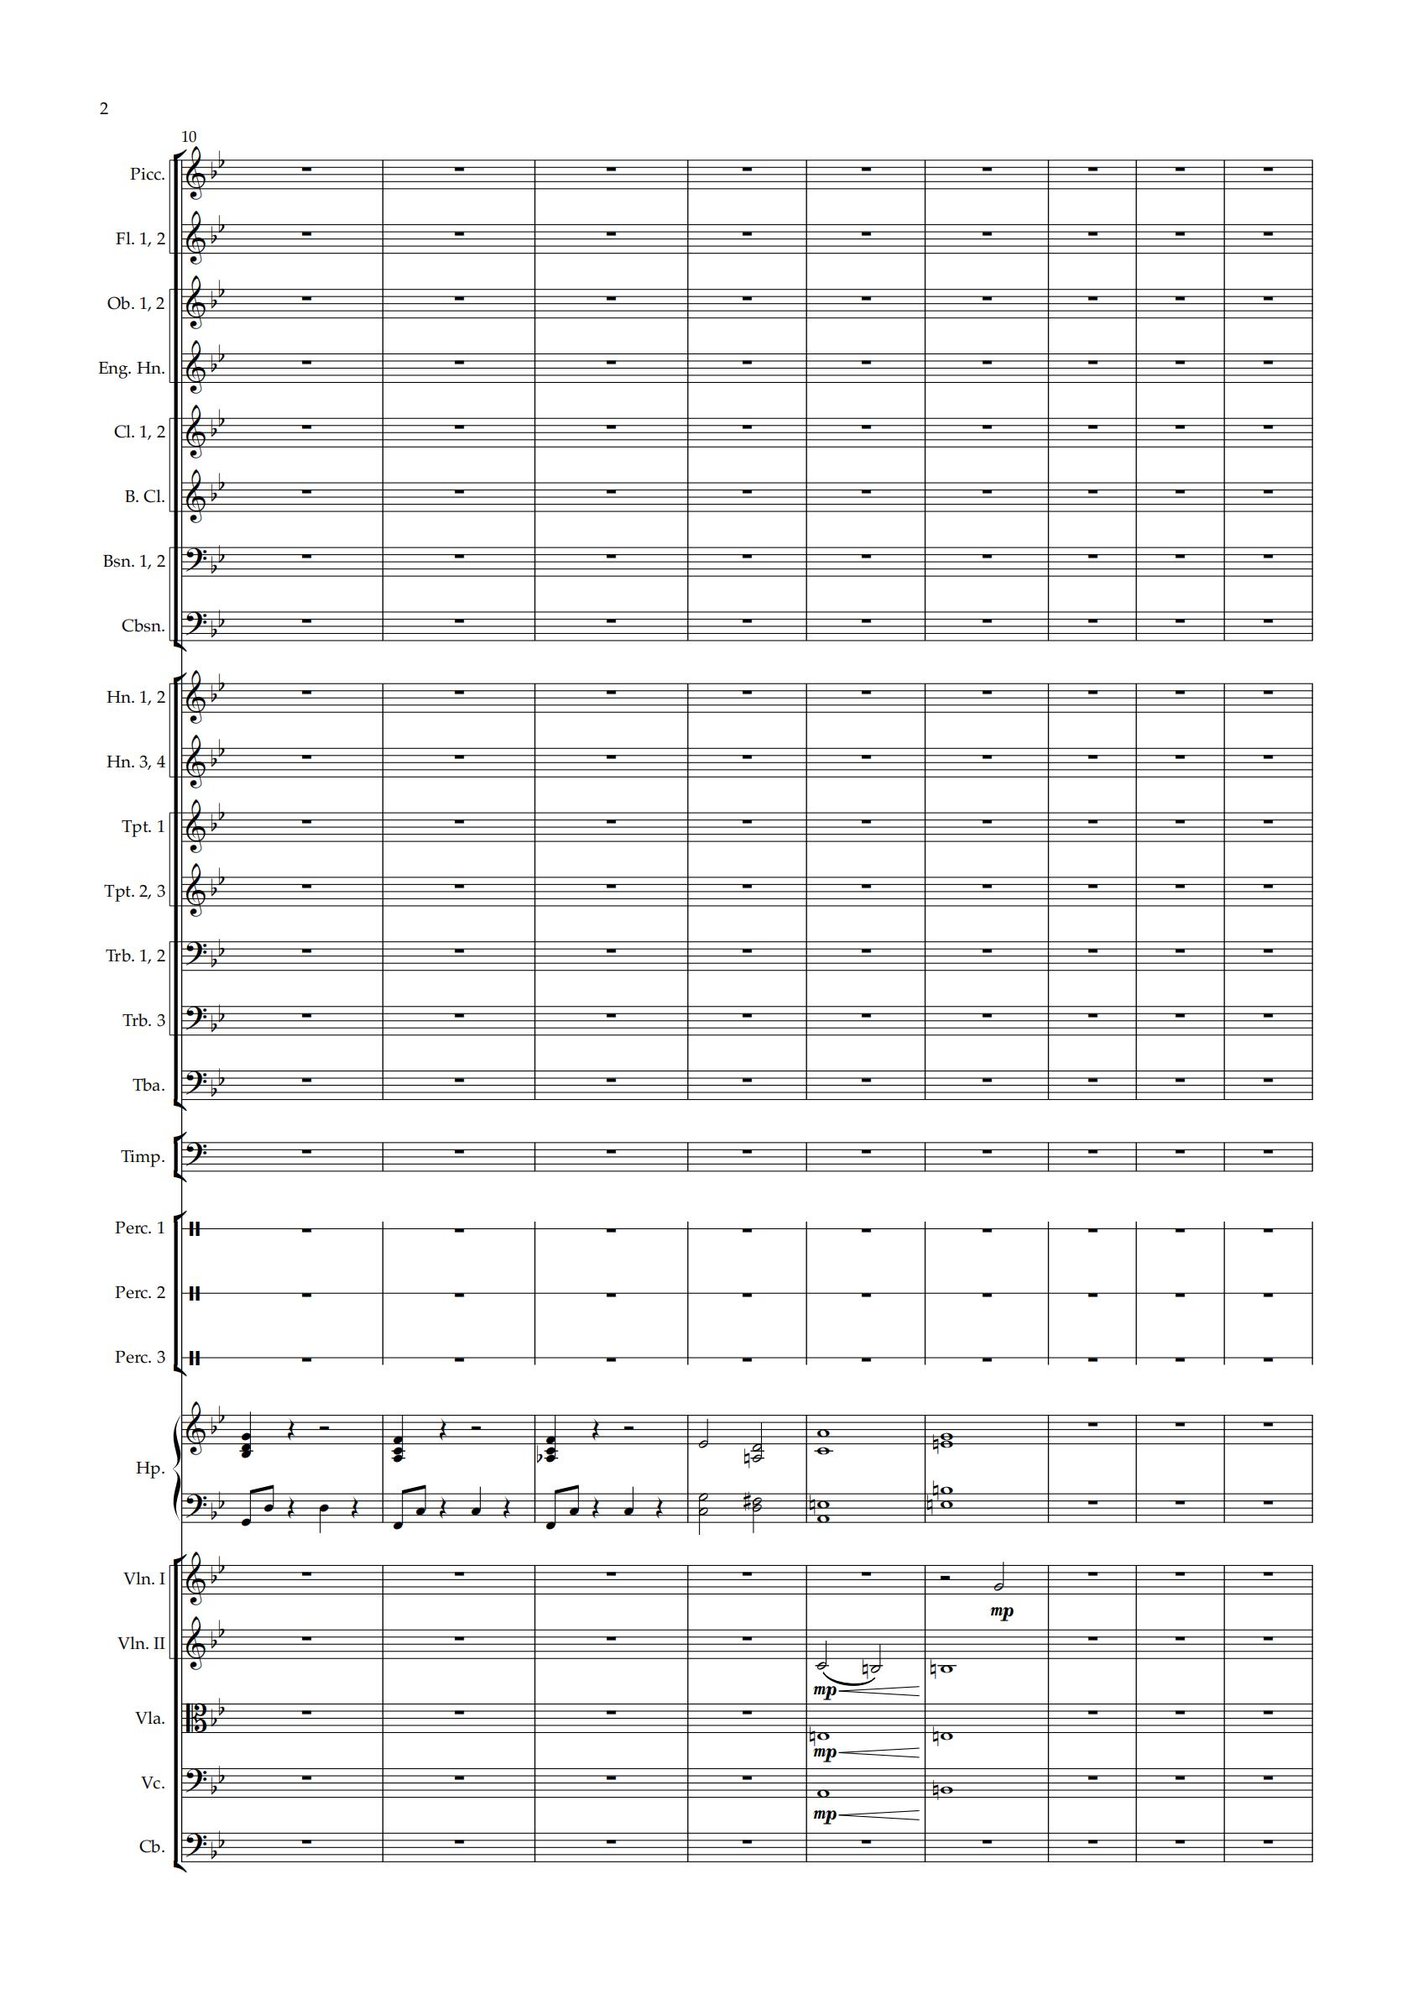 2
10
Picc.
Fl. 1, 2
Ob. 1, 2
Eng. Hn.
Cl. 1, 2
B. Cl.
Bsn. 1, 2
Cbsn.
Hn. 1, 2
Hn. 3, 4
Tpt. 1
Tpt. 2, 3
Trb. 1, 2
Trb. 3
Tba.
Timp.
Perc. 1
Perc. 2
Perc. 3
Hp.
Vln. I
mp
Vln. II
mp
Vla.
mp
Vc.
mp
Cb.